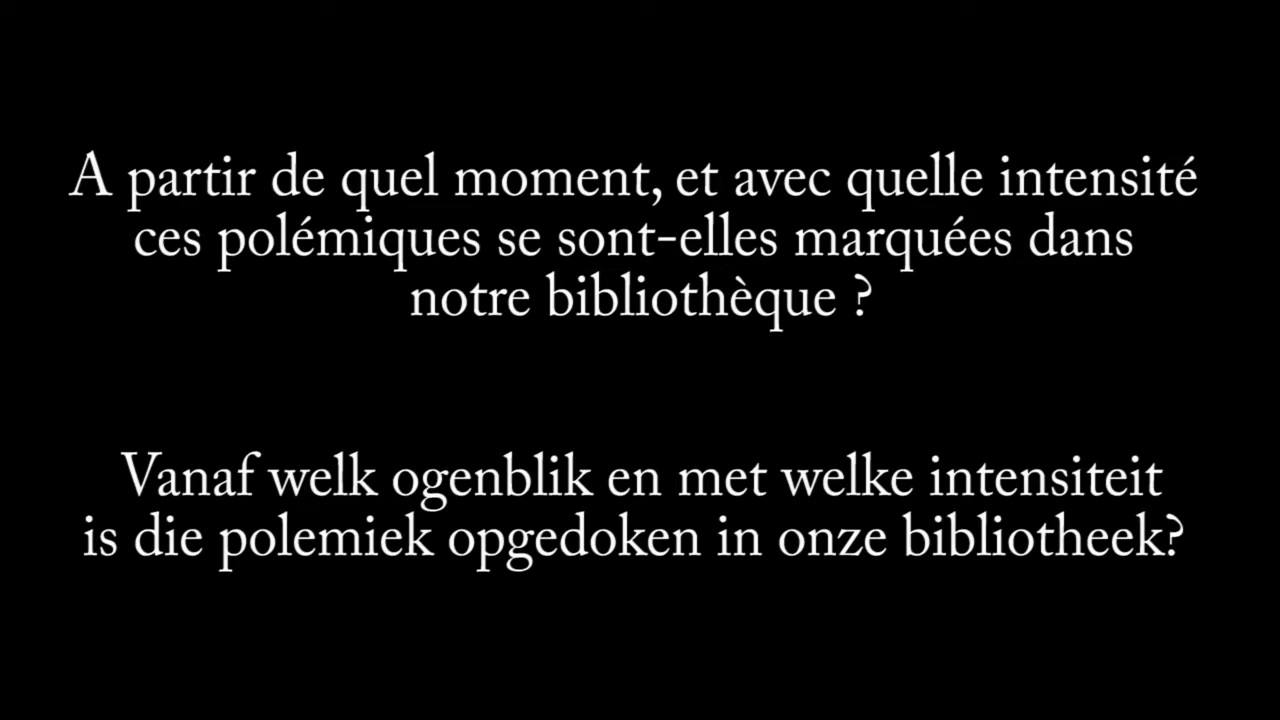 A partir de quel moment, et avec quelle intensité
ces polémiques se sont-elles marquées dans
notre bibliothèque ?
Vanaf welk ogenblik en met welke intensiteit
is die polemiek opgedoken in onze bibliotheek?